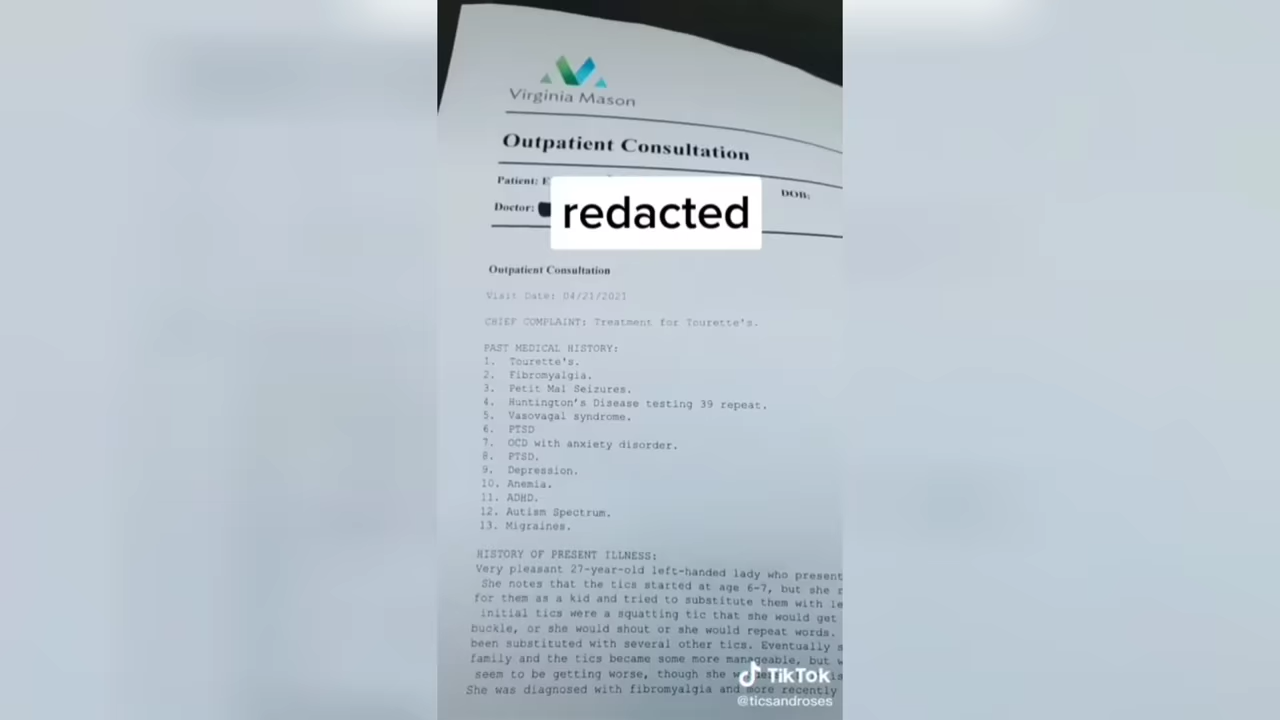 Virginia Mason
Outpatient Consultation
Patient: E
DOB:
Doctor:
redacted
Outpatient Consultation
Visit Date: 04/21/2021
CHIEF COMPLAINT: Treatment for Tourette's.
PAST MEDICAL HISTORY:
1. Tourette's.
2. Fibromyalgia.
3. Petit Mal Seizures.
4. Huntington's Disease testing 39 repeat.
5. Vasovagal syndrome.
6. PTSD
7. OCD with anxiety disorder.
8. PTSD.
9. Depression.
10. Anemia.
11. ADHD.
12. Autism Spectrum.
13. Migraines.
HISTORY OF PRESENT ILLNESS:
Very pleasant 27-year-old left-handed lady who present
She notes that the tics started at age 6-7, but she
for them as a kid and tried to substitute them with
initial tics were a squatting tic that she would get
buckle, or she would shout or she would repeat words.
been substituted with several other tics. Eventually
family and the tics became some more manageable, but
seem to be getting worse, though she
She was diagnosed with fibromyalgia and more recently
TikTok
@ticsandroses